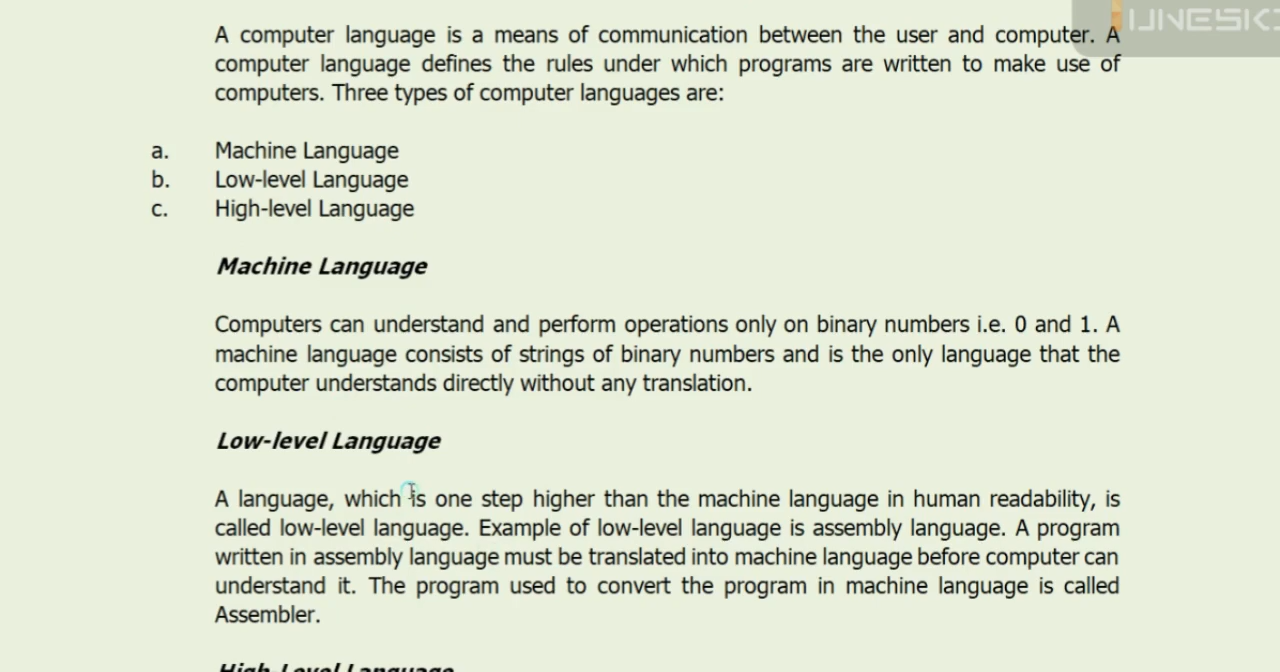 A computer language is a means of communication between the user and computer. A
computer language defines the rules under which programs are written to make use of
computers. Three types of computer languages are:
a. Machine Language
b. Low-level Language
c. High-level Language
Machine Language
Computers can understand and perform operations only on binary numbers i.e. 0 and 1. A
machine language consists of strings of binary numbers and is the only language that the
computer understands directly without any translation.
Low-level Language
A language, which is one step higher than the machine language in human readability, is
called low-level language. Example of low-level language is assembly language. A program
written in assembly language must be translated into machine language before computer can
understand it. The program used to convert the program in machine language is called
Assembler.
High-Level Language